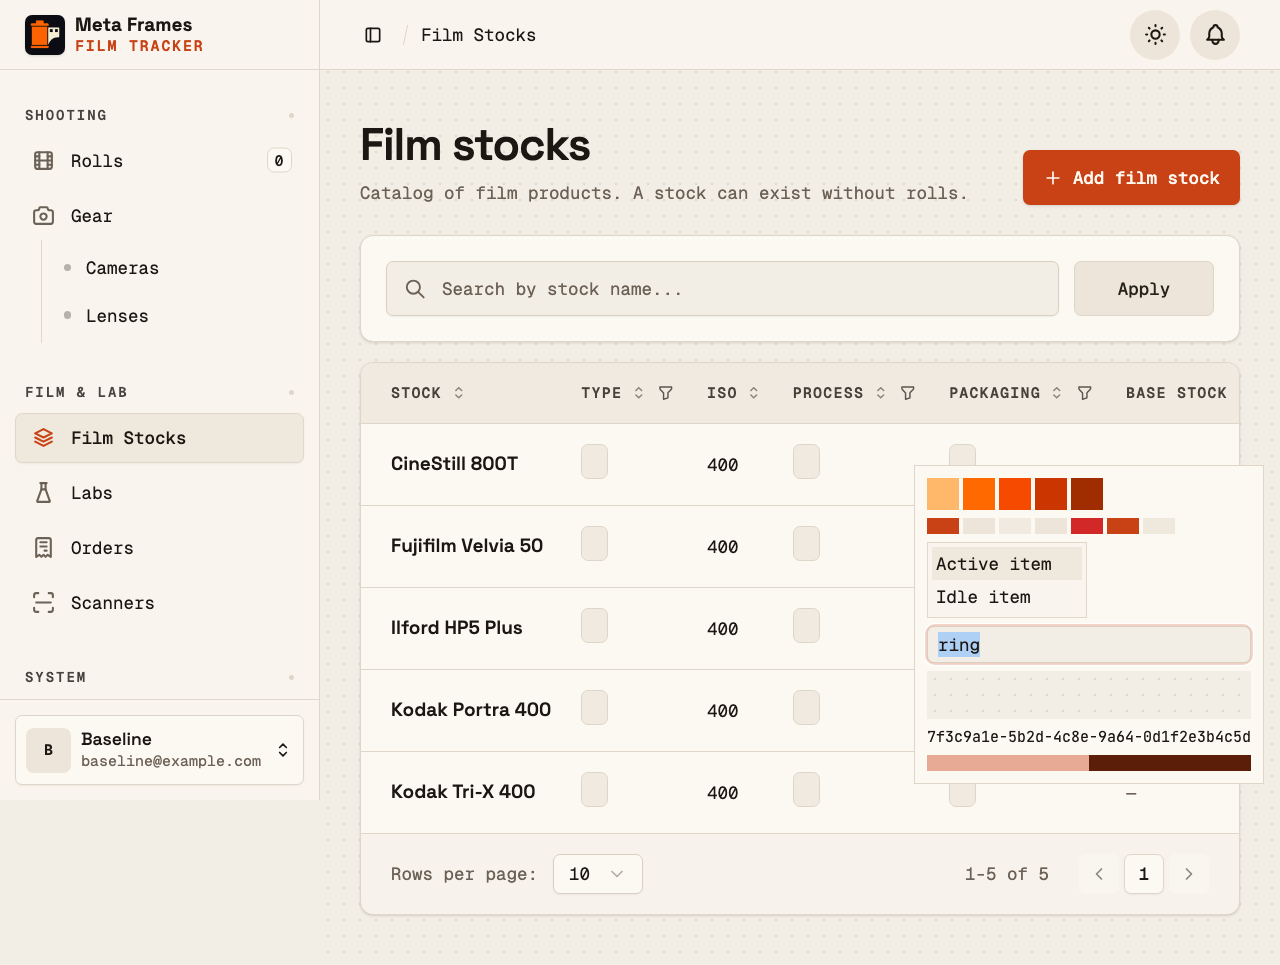 Meta Frames
FILM TRACKER
Film Stocks
SHOOTING
Rolls
0
Gear
Cameras
Lenses
FILM & LAB
Film Stocks
Labs
Orders
Scanners
SYSTEM
B
Baseline
baseline@example.com
Film stocks
Catalog of film products. A stock can exist without rolls.
+ Add film stock
Search by stock name...
Apply
STOCK TYPE ISO PROCESS PACKAGING BASE STOCK
CineStill 800T 400
Fujifilm Velvia 50 400
Ilford HP5 Plus 400
Kodak Portra 400 400
Kodak Tri-X 400 400 —
Active item
Idle item
ring
7f3c9a1e-5b2d-4c8e-9a64-0d1f2e3b4c5d
Rows per page: 10
1-5 of 5
1